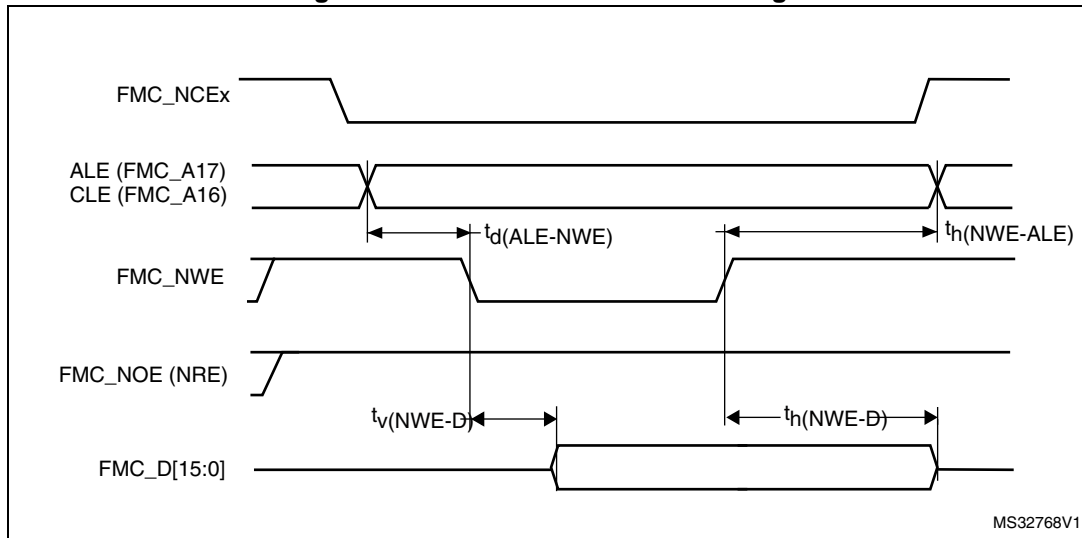 FMC_NCEx
ALE (FMC_A17)
CLE (FMC_A16)
td(ALE-NWE)
th(NWE-ALE)
FMC_NWE
FMC_NOE (NRE)
tv(NWE-D)
th(NWE-D)
FMC_D[15:0]
MS32768V1